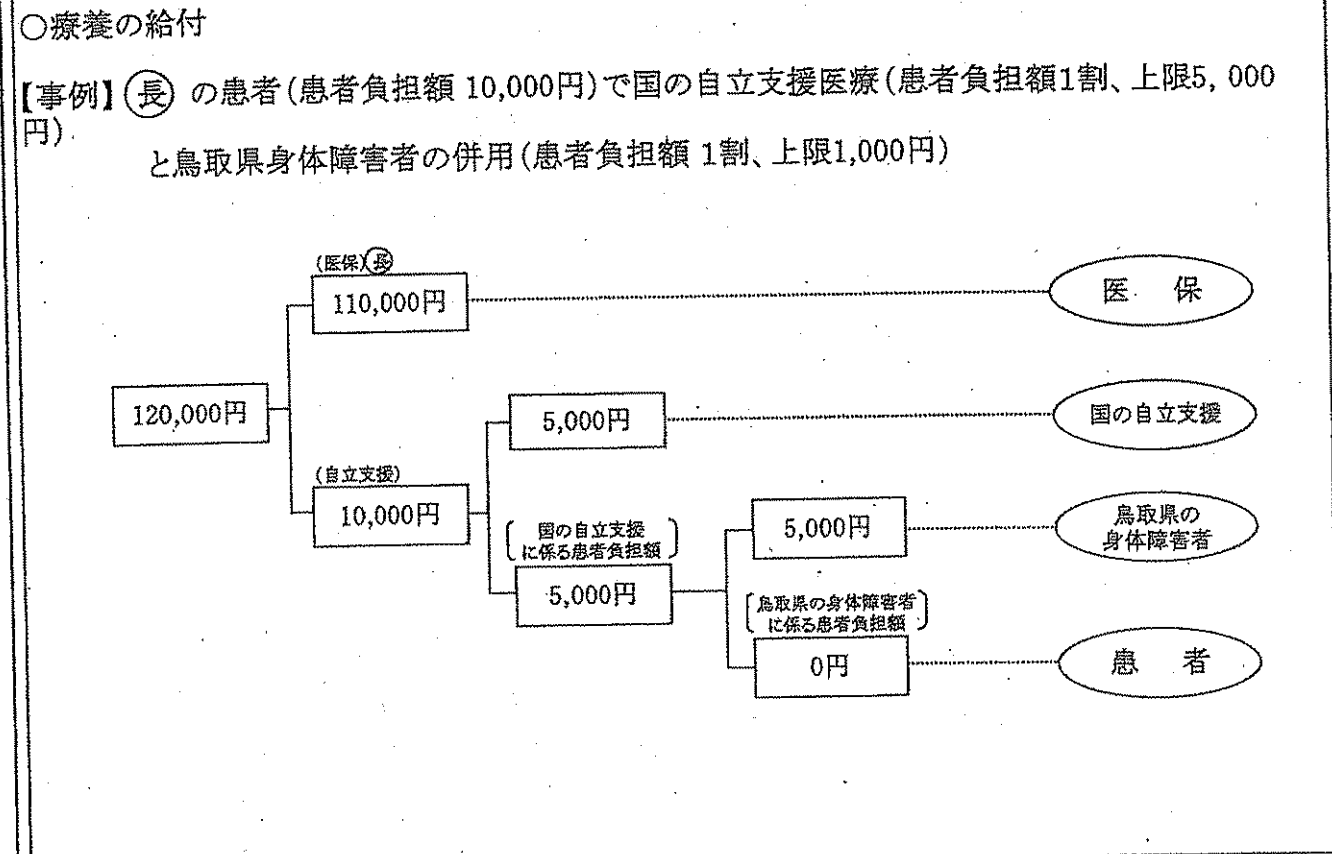 ○療養の給付
【事例】㊐長 の患者(患者負担額 10,000円)で国の自立支援医療(患者負担額1割、上限5, 000
円)
と鳥取県身体障害者の併用(患者負担額 1割、上限1,000円)
(医保)長
110,000円
医 保
120,000円
5,000円
国の自立支援
(自立支援)
10,000円
国の自立支援
に係る患者負担額
5,000円
鳥取県の
身体障害者
5,000円
鳥取県の身体障害者
に係る患者負担額
0円
患 者